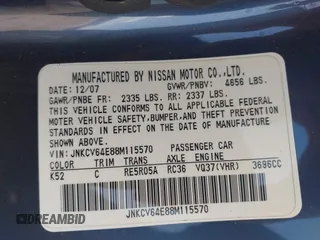 MANUFACTURED BY NISSAN MOTOR CO.,LTD.
DATE: 12/07 GVWR/PNBV: 4656 LBS.
GAWR/PNBE FR: 2335 LBS. RR: 2337 LBS.
THIS VEHICLE CONFORMS TO ALL APPLICABLE
FEDERAL MOTOR VEHICLE SAFETY, BUMPER,
AND THEFT PREVENTION STANDARDS IN EFFECT
ON THE DATE OF MANUFACTURE SHOWN ABOVE.
VIN: JNKCV64E88M115570 PASSENGER CAR
COLOR TRIM TRANS AXLE ENGINE
K52 C RE5R05A RC36 VQ37(VHR) 3696CC
JNKCV64E88M115570
DREAMBID